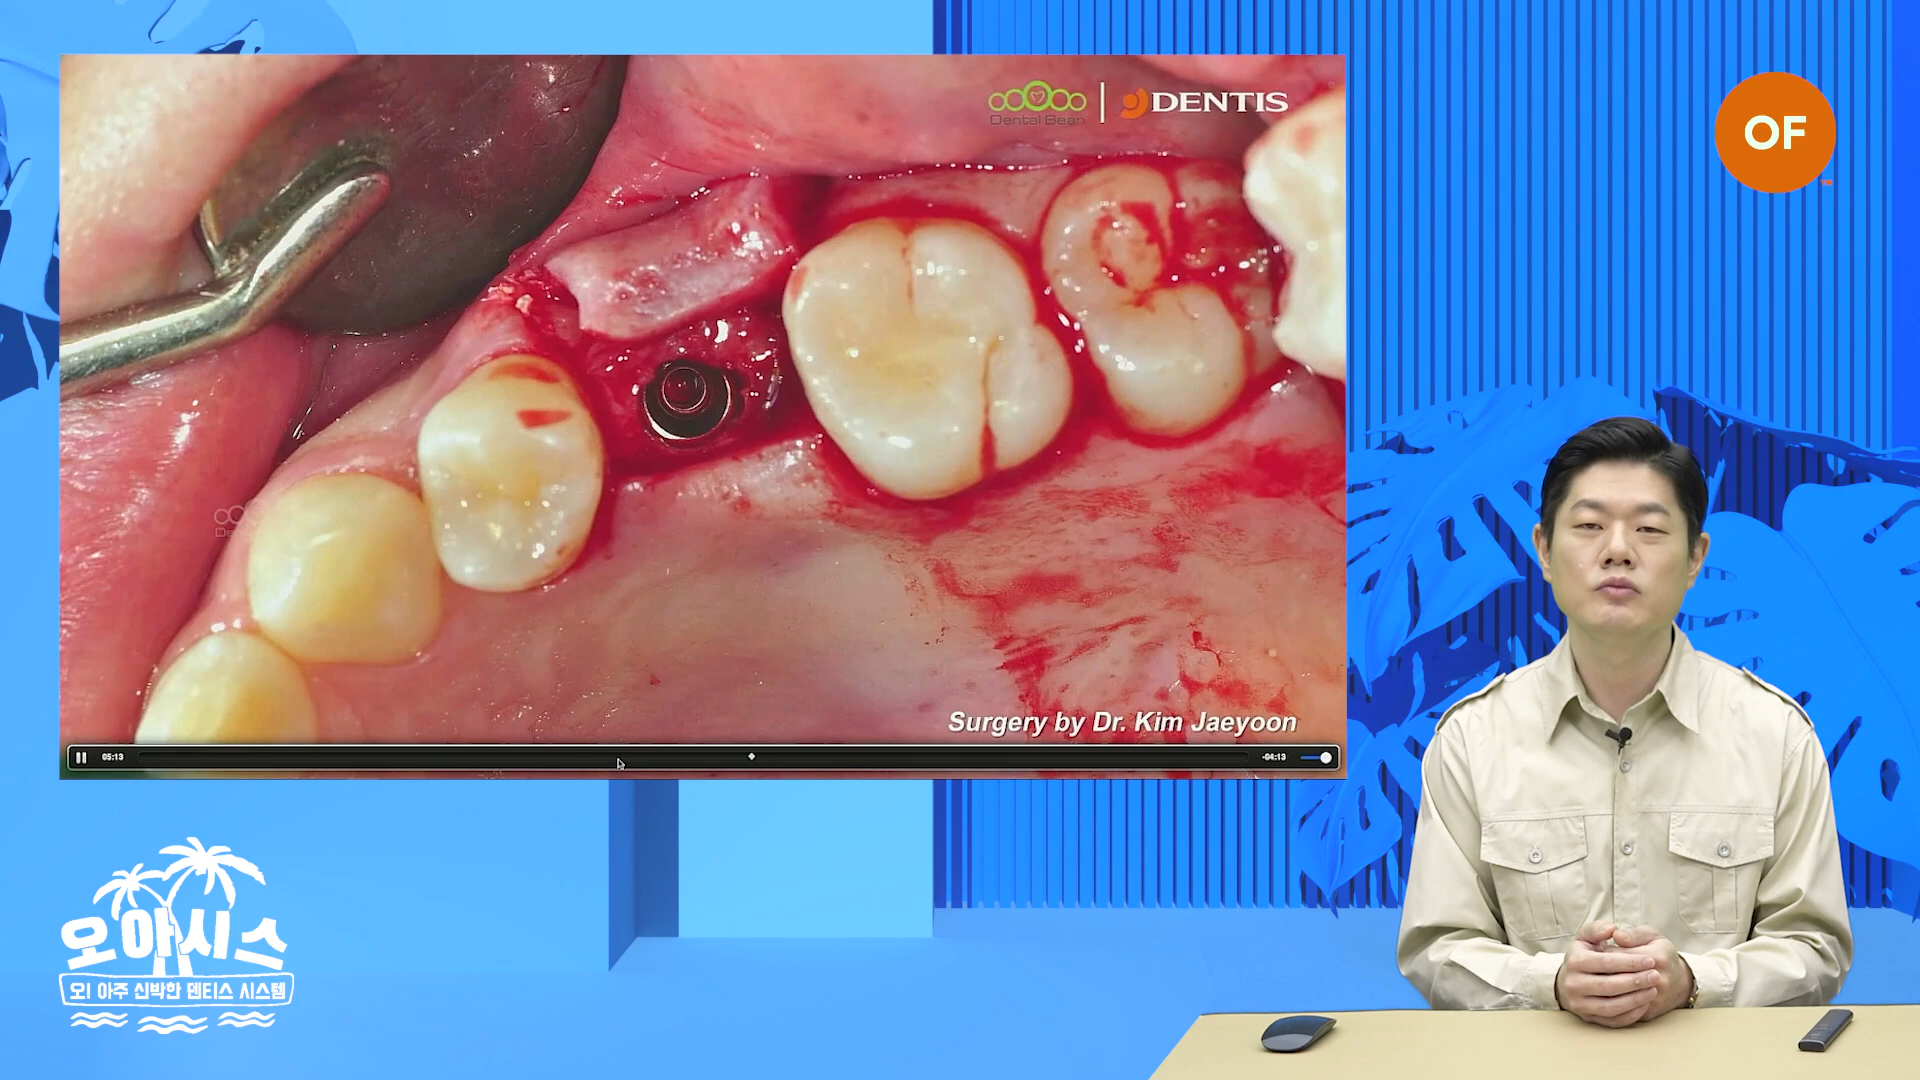 Dental Bean
DENTIS
OF
Surgery by Dr. Kim Jaeyoon
05:13
-04:13
오아시스
오! 아주 신박한 덴티스 시스템